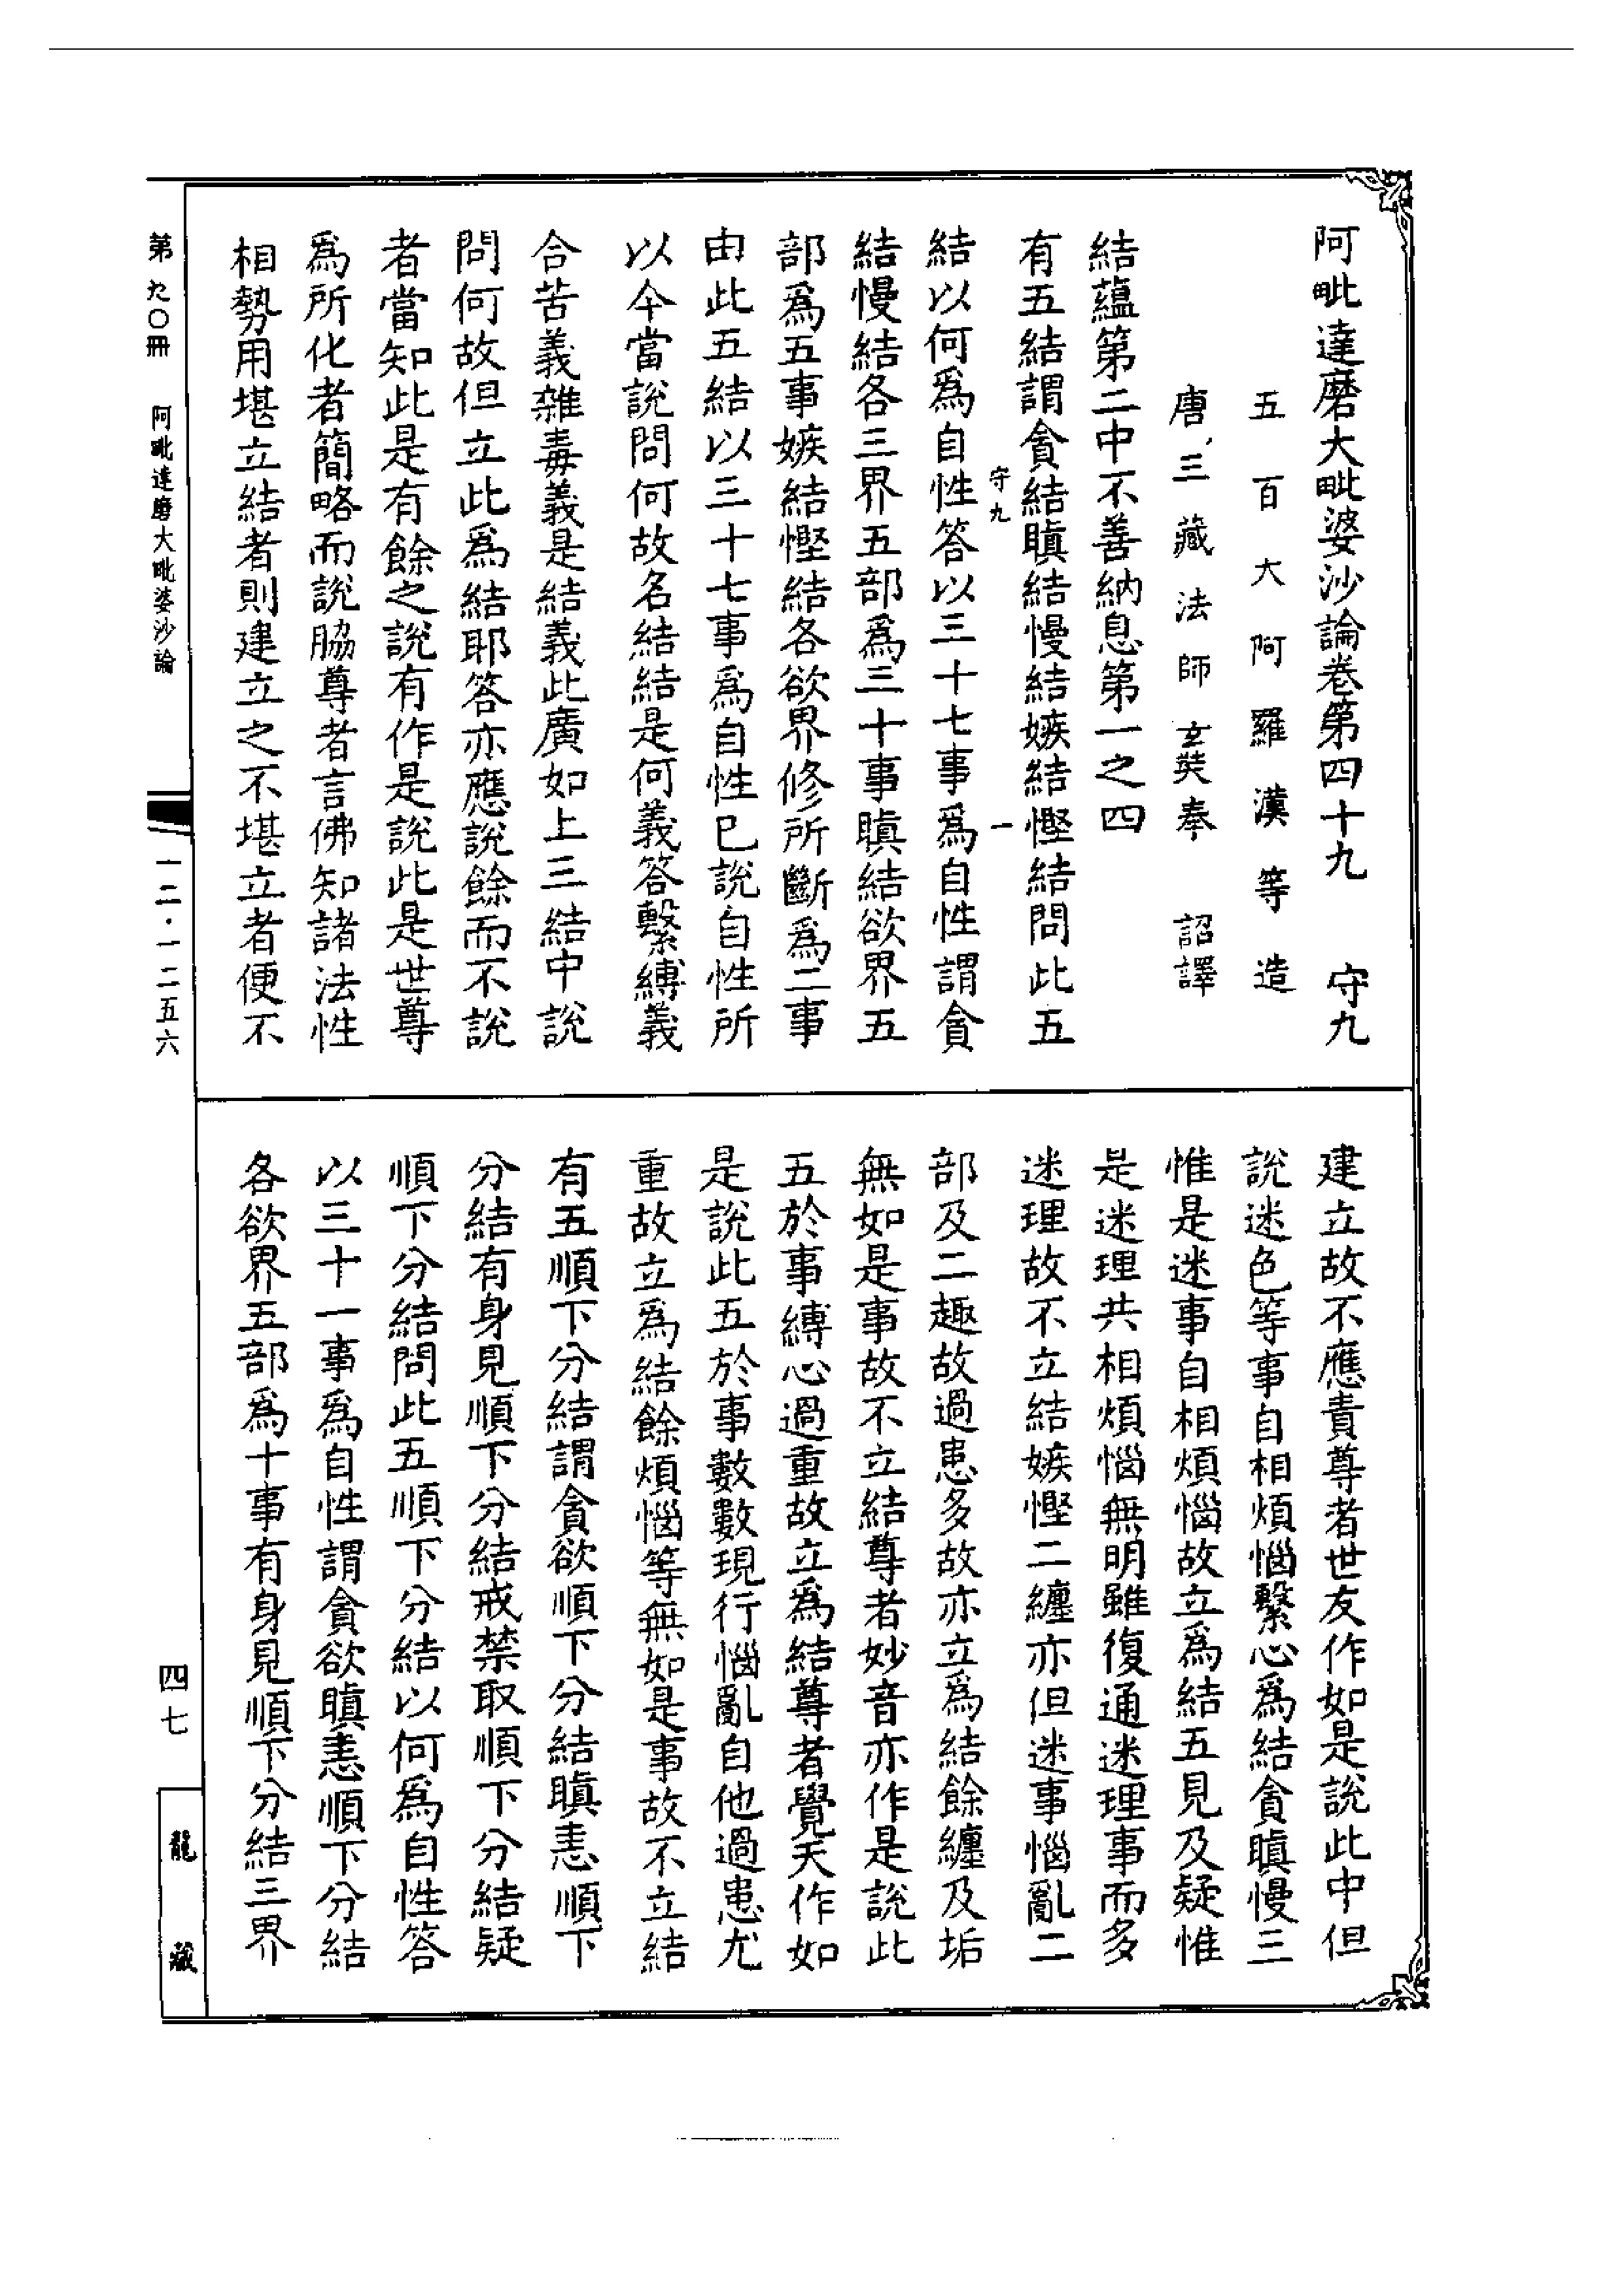 阿毗達磨大毗婆沙論卷第四十九　守九
五百大阿羅漢等造
唐三藏法師玄奘奉　詔譯
結蘊第二中不善納息第一之四
有五結謂貪結瞋結慢結嫉結慳結問此五
守九　一
結以何爲自性答以三十七事爲自性謂貪
結慢結各三界五部爲三十事瞋結欲界五
部爲五事嫉結慳結各欲界修所斷爲二事
由此五結以三十七事爲自性已說自性所
以今當說問何故名結結是何義答繫縛義
合苦義雜毒義是結義此廣如上三結中說
問何故但立此爲結耶答亦應說餘而不說
者當知此是有餘之說有作是說此是世尊
爲所化者簡略而說脇尊者言佛知諸法性
相勢用堪立結者則建立之不堪立者便不
建立故不應責尊者世友作如是說此中但
說迷色等事自相煩惱繫心爲結貪瞋慢三
惟是迷事自相煩惱故立爲結五見及疑惟
是迷理共相煩惱無明雖復通迷理事而多
迷理故不立結嫉慳二纏亦但迷事惱亂二
部及二趣故過患多故亦立爲結餘纏及垢
無如是事故不立結尊者妙音亦作是說此
五於事縛心過重故立爲結尊者覺天作如
是說此五於事數數現行惱亂自他過患尤
重故立爲結餘煩惱等無如是事故不立結
有五順下分結謂貪欲順下分結瞋恚順下
分結有身見順下分結戒禁取順下分結疑
順下分結問此五順下分結以何爲自性答
以三十一事爲自性謂貪欲瞋恚順下分結
各欲界五部爲十事有身見順下分結三界
第九〇冊　阿毗達磨大毗婆沙論
一二·一二五六
四七
龍藏